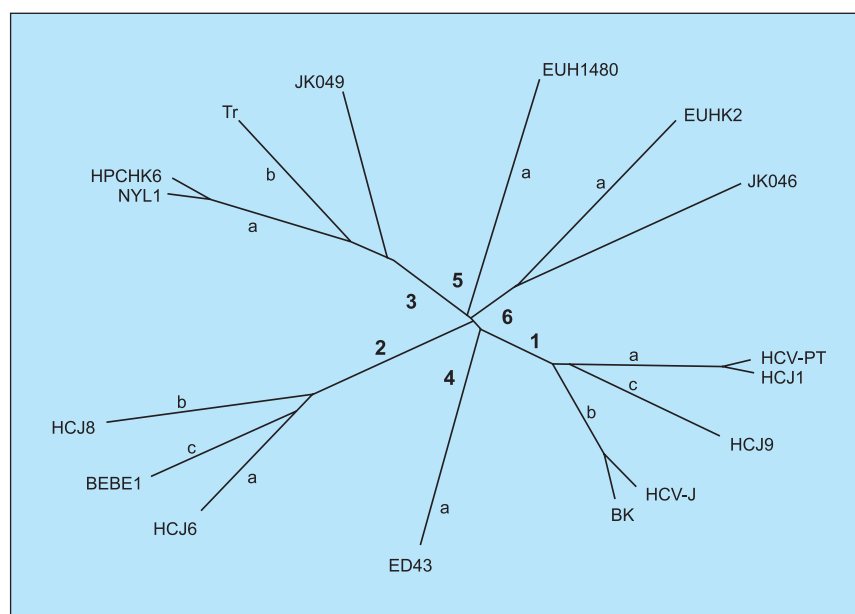 EUH1480
JK049
Tr
EUHK2
b
HPCHK6
a
a
JK046
NYL1
a
5
3
6
1
2
a
HCV-PT
4
HCJ1
c
b
b
HCJ8
HCJ9
c
BEBE1
a
HCV-J
a
BK
HCJ6
ED43